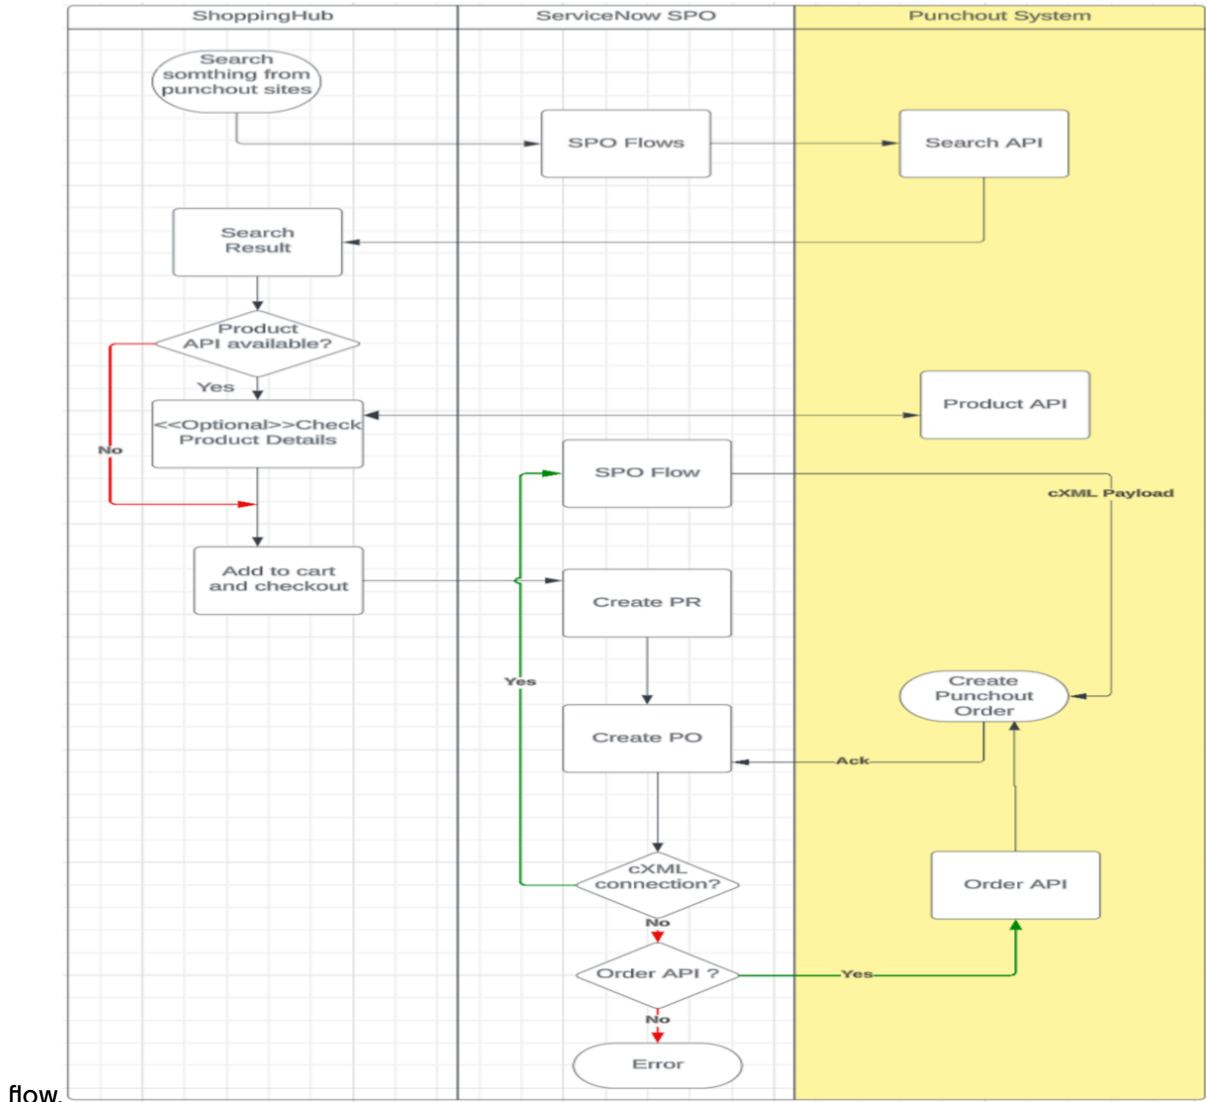 ShoppingHub
ServiceNow SPO
Punchout System
Search
somthing from
punchout sites
SPO Flows
Search API
Search
Result
Product
API available?
Yes
No
<<Optional>>Check
Product Details
Product API
SPO Flow
cXML Payload
Add to cart
and checkout
Create PR
Yes
Create PO
Create
Punchout
Order
Ack
cXML
connection?
Order API
No
Order API ?
Yes
No
Error
flow.